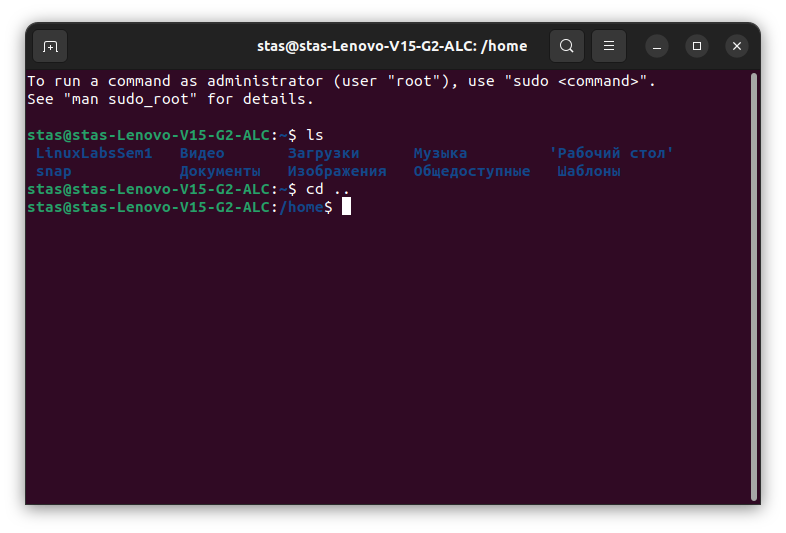 stas@stas-Lenovo-V15-G2-ALC: /home
To run a command as administrator (user "root"), use "sudo <command>".
See "man sudo_root" for details.
stas@stas-Lenovo-V15-G2-ALC:~$ ls
LinuxLabsSem1 Видео Загрузки Музыка 'Рабочий стол'
snap Документы Изображения Общедоступные Шаблоны
stas@stas-Lenovo-V15-G2-ALC:~$ cd ..
stas@stas-Lenovo-V15-G2-ALC:/home$